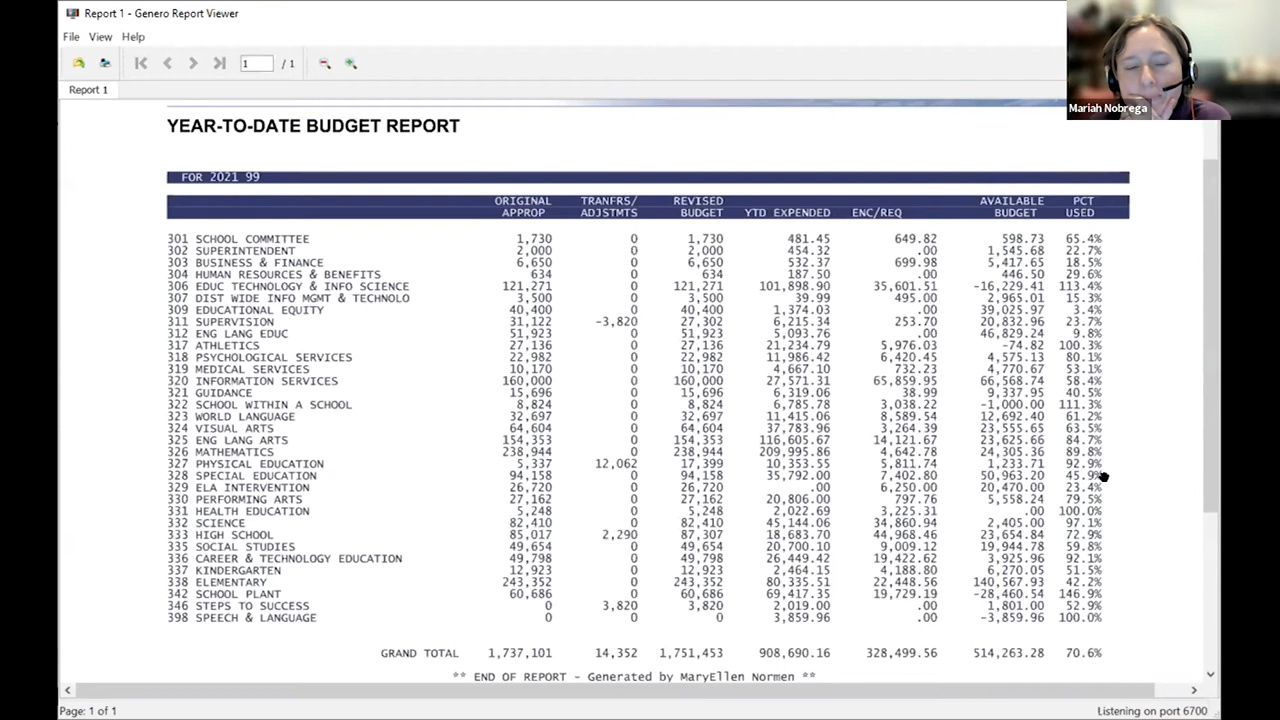 Report 1 - Genero Report Viewer
File View Help
1 / 1
Report 1
Mariah Nobrega
YEAR-TO-DATE BUDGET REPORT
FOR 2021 99
ORIGINAL TRANFRS/ REVISED AVAILABLE PCT
APPROP ADJSTMTS BUDGET YTD EXPENDED ENC/REQ BUDGET USED
301 SCHOOL COMMITTEE 1,730 0 1,730 481.45 649.82 598.73 65.4%
302 SUPERINTENDENT 2,000 0 2,000 454.32 .00 1,545.68 22.7%
303 BUSINESS & FINANCE 6,650 0 6,650 532.37 699.98 5,417.65 18.5%
304 HUMAN RESOURCES & BENEFITS 634 0 634 187.50 .00 446.50 29.6%
306 EDUC TECHNOLOGY & INFO SCIENCE 121,271 0 121,271 101,898.90 35,601.51 -16,229.41 113.4%
307 DIST WIDE INFO MGMT & TECHNOLO 3,500 0 3,500 39.99 495.00 2,965.01 15.3%
309 EDUCATIONAL EQUITY 40,400 0 40,400 1,374.03 .00 39,025.97 3.4%
311 SUPERVISION 31,122 -3,820 27,302 6,215.34 253.70 20,832.96 23.7%
312 ENG LANG EDUC 51,923 0 51,923 5,093.76 .00 46,829.24 9.8%
317 ATHLETICS 27,136 0 27,136 21,234.79 5,976.03 -74.82 100.3%
318 PSYCHOLOGICAL SERVICES 22,982 0 22,982 11,986.42 6,420.45 4,575.13 80.1%
319 MEDICAL SERVICES 10,170 0 10,170 4,667.10 732.23 4,770.67 53.1%
320 INFORMATION SERVICES 160,000 0 160,000 27,571.31 65,859.95 66,568.74 58.4%
321 GUIDANCE 15,696 0 15,696 6,319.06 38.99 9,337.95 40.5%
322 SCHOOL WITHIN A SCHOOL 8,824 0 8,824 6,785.78 3,038.22 -1,000.00 111.3%
323 WORLD LANGUAGE 32,697 0 32,697 11,415.06 8,589.54 12,692.40 61.2%
324 VISUAL ARTS 64,604 0 64,604 37,783.96 3,264.39 23,555.65 63.5%
325 ENG LANG ARTS 154,353 0 154,353 116,605.67 14,121.67 23,625.66 84.7%
326 MATHEMATICS 238,944 0 238,944 209,995.86 4,642.78 24,305.36 89.8%
327 PHYSICAL EDUCATION 5,337 12,062 17,399 10,353.55 5,811.74 1,233.71 92.9%
328 SPECIAL EDUCATION 94,158 0 94,158 35,792.00 7,402.80 50,963.20 45.9%
329 ELA INTERVENTION 26,720 0 26,720 .00 6,250.00 20,470.00 23.4%
330 PERFORMING ARTS 27,162 0 27,162 20,806.00 797.76 5,558.24 79.5%
331 HEALTH EDUCATION 5,248 0 5,248 2,022.69 3,225.31 .00 100.0%
332 SCIENCE 82,410 0 82,410 45,144.06 34,860.94 2,405.00 97.1%
333 HIGH SCHOOL 85,017 2,290 87,307 18,683.70 44,968.46 23,654.84 72.9%
335 SOCIAL STUDIES 49,654 0 49,654 20,700.10 9,009.12 19,944.78 59.8%
336 CAREER & TECHNOLOGY EDUCATION 49,798 0 49,798 26,449.42 19,422.62 3,925.96 92.1%
337 KINDERGARTEN 12,923 0 12,923 2,464.15 4,188.80 6,270.05 51.5%
338 ELEMENTARY 243,352 0 243,352 80,335.51 22,448.56 140,567.93 42.2%
342 SCHOOL PLANT 60,686 0 60,686 69,417.35 19,729.19 -28,460.54 146.9%
346 STEPS TO SUCCESS 0 3,820 3,820 2,019.00 .00 1,801.00 52.9%
398 SPEECH & LANGUAGE 0 0 0 3,859.96 .00 -3,859.96 100.0%
GRAND TOTAL 1,737,101 14,352 1,751,453 908,690.16 328,499.56 514,263.28 70.6%
** END OF REPORT - Generated by MaryEllen Normen **
Page: 1 of 1 Listening on port 6700